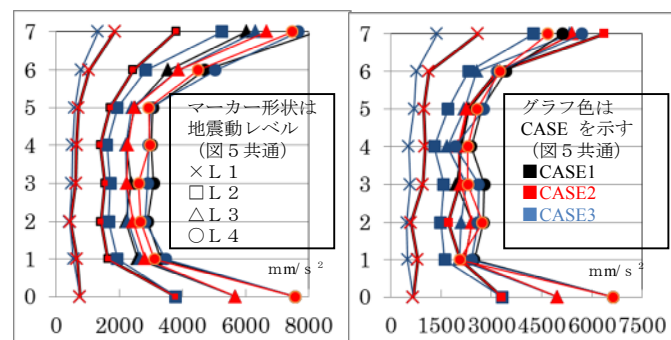 7
6
5
4
3
2
1
0
マーカー形状は
地震動レベル
(図5共通)
×L1
□L2
△L3
○L4
mm/s²
0 2000 4000 6000 8000
7
6
5
4
3
2
1
0
グラフ色は
CASE を示す
(図5共通)
■CASE1
■CASE2
■CASE3
mm/s²
0 1500 3000 4500 6000 7500